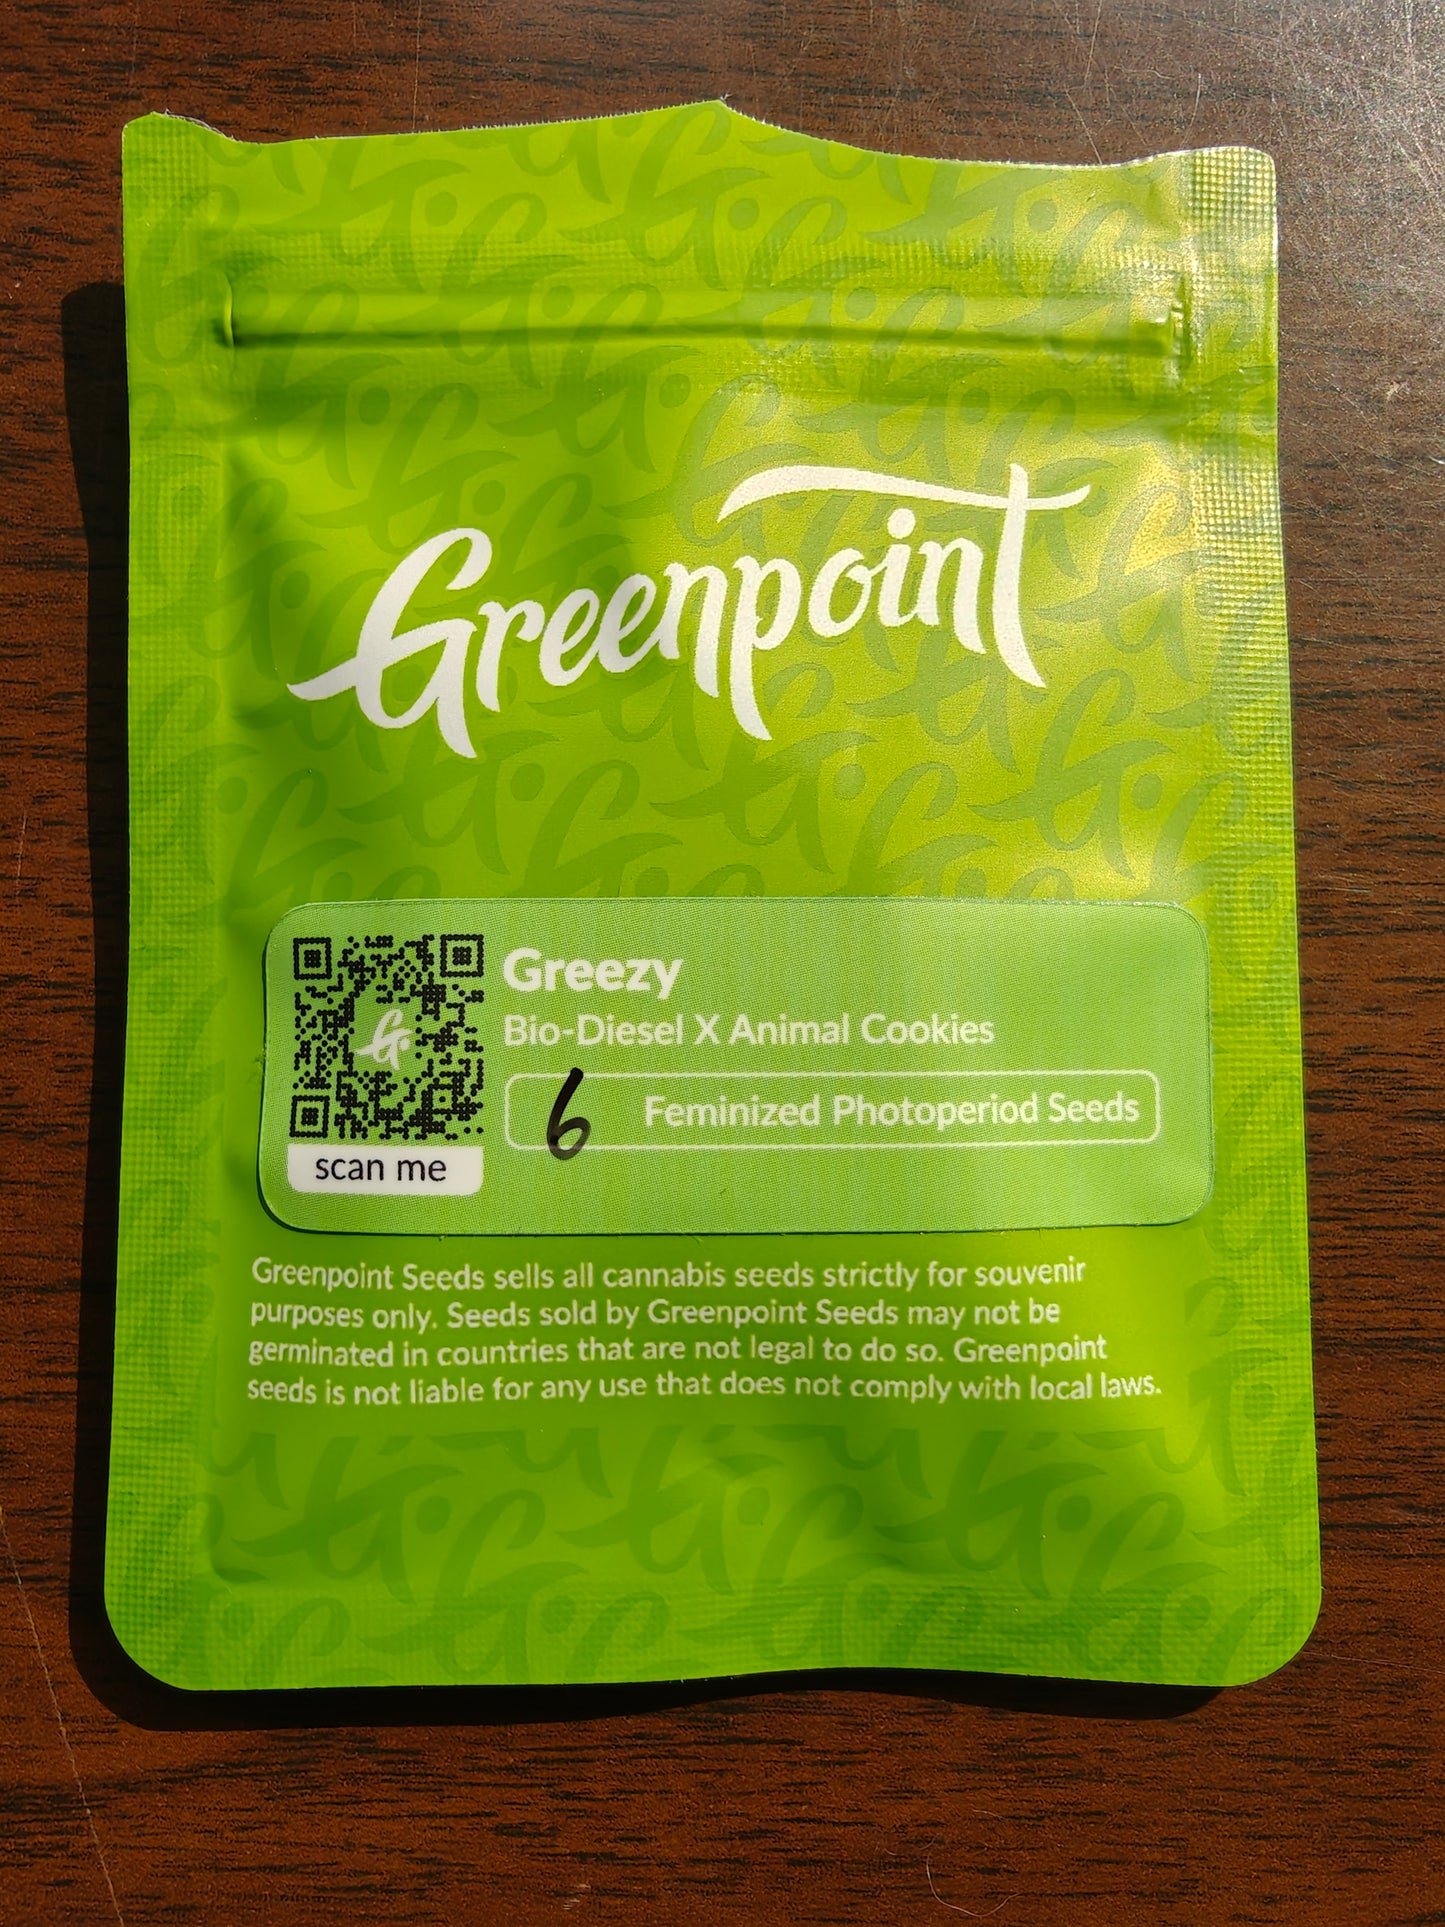 Greenpoint
Greezy
Bio-Diesel X Animal Cookies
6 Feminized Photoperiod Seeds
scan me
Greenpoint Seeds sells all cannabis seeds strictly for souvenir
purposes only. Seeds sold by Greenpoint Seeds may not be
germinated in countries that are not legal to do so. Greenpoint
seeds is not liable for any use that does not comply with local laws.